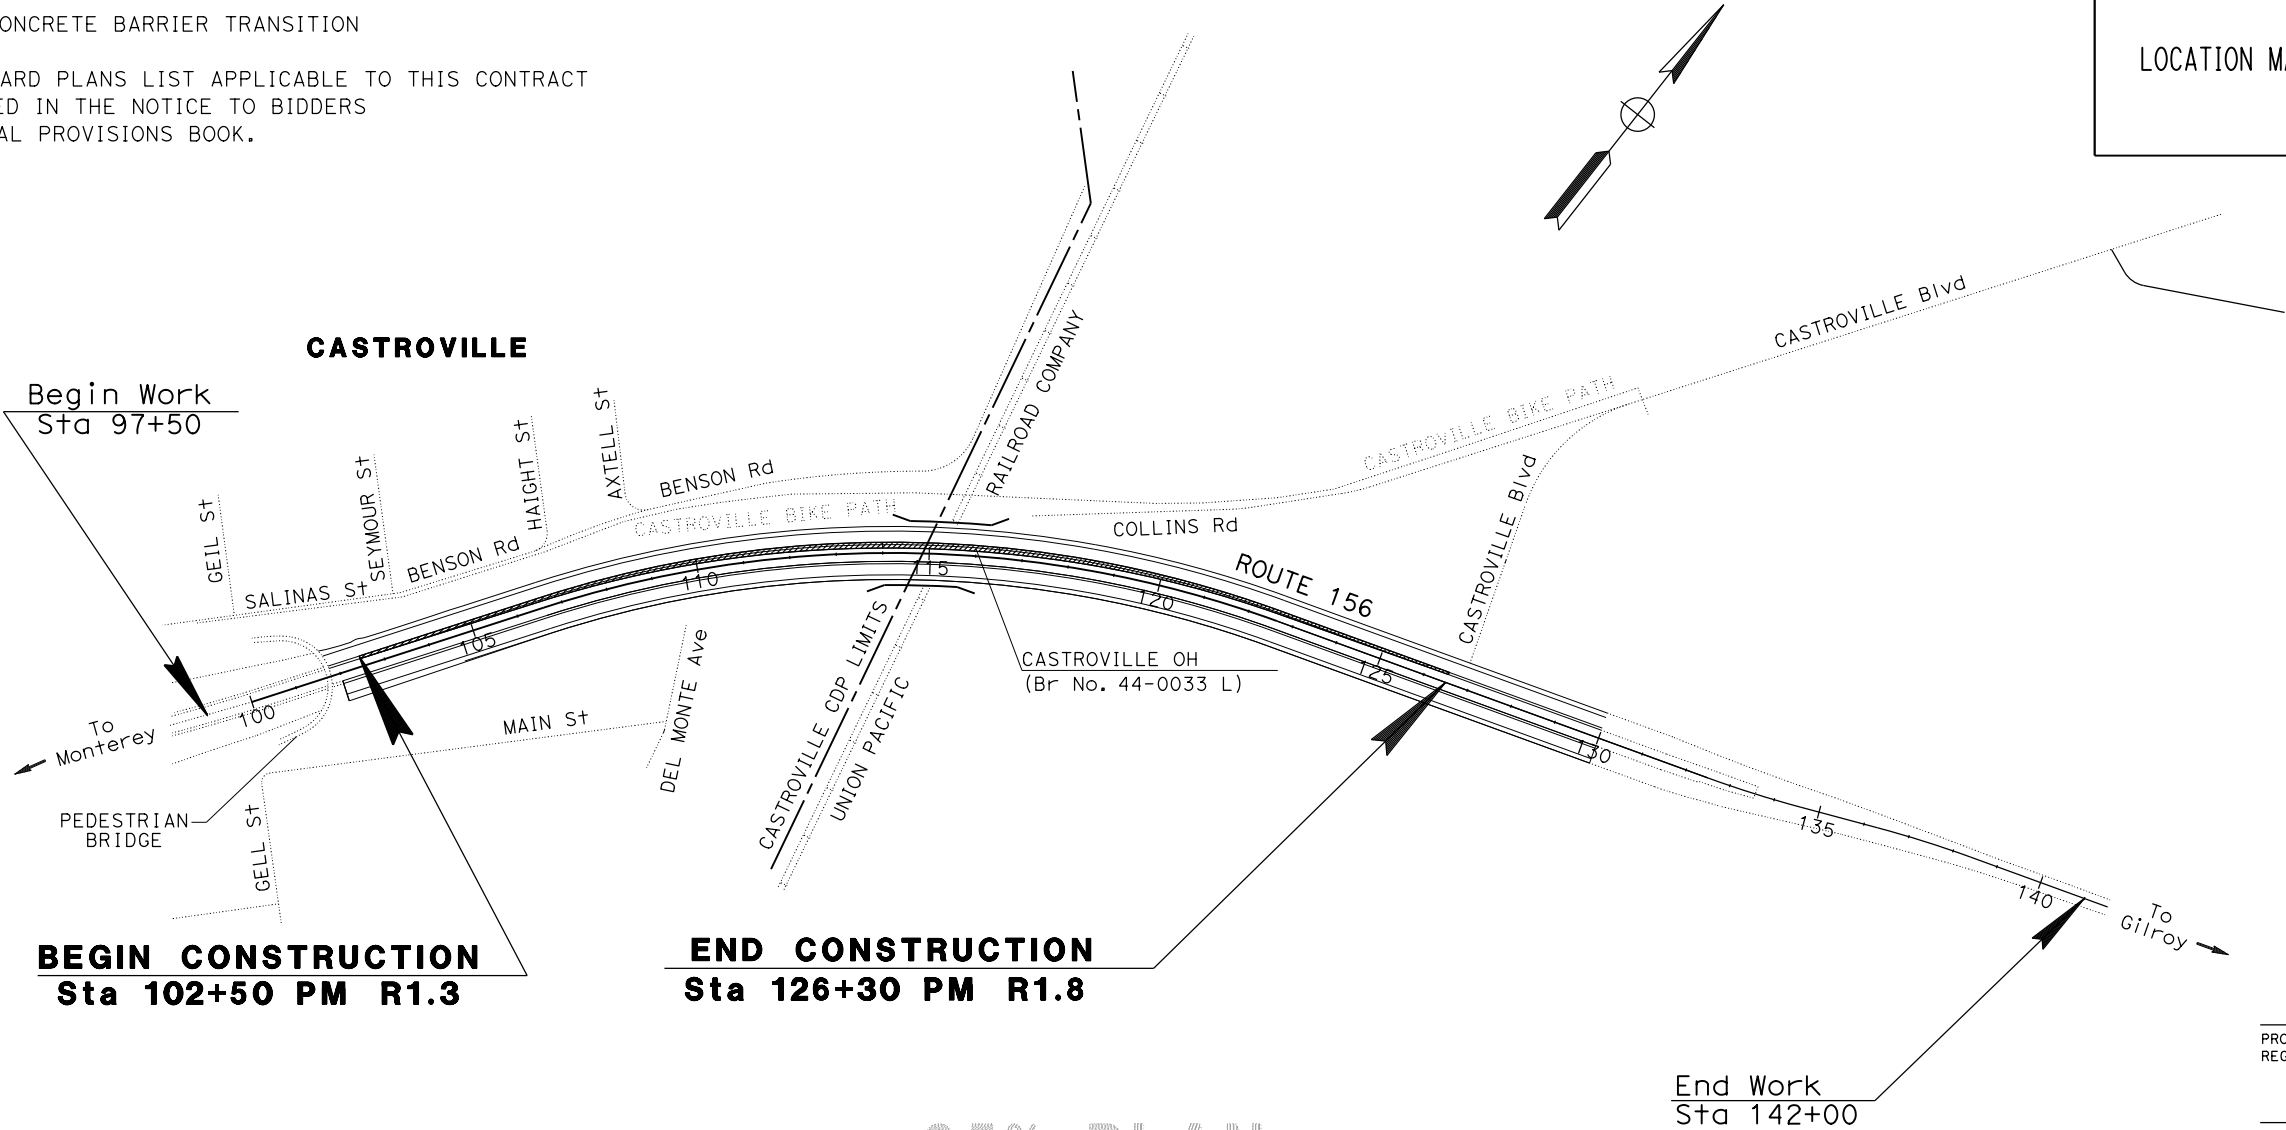 ONCRETE BARRIER TRANSITION
ARD PLANS LIST APPLICABLE TO THIS CONTRACT
ED IN THE NOTICE TO BIDDERS
AL PROVISIONS BOOK.
LOCATION MA
CASTROVILLE
Begin Work
Sta 97+50
GEIL St
SEYMOUR St
HAIGHT St
AXTELL St
BENSON Rd
CASTROVILLE BIKE PATH
BENSON Rd
SALINAS St
RAILROAD COMPANY
COLLINS Rd
CASTROVILLE BIKE PATH
CASTROVILLE Blvd
CASTROVILLE Blvd
ROUTE 156
100
105
110
115
120
125
130
135
140
CASTROVILLE OH
(Br No. 44-0033 L)
CASTROVILLE CDP LIMITS
UNION PACIFIC
DEL MONTE Ave
MAIN St
To
Monterey
PEDESTRIAN
BRIDGE
GELL St
To
Gilroy
BEGIN CONSTRUCTION
Sta 102+50 PM R1.3
END CONSTRUCTION
Sta 126+30 PM R1.8
End Work
Sta 142+00
PRO
REG